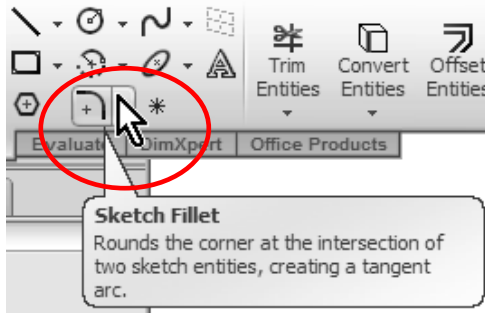 Trim Convert Offset
Entities Entities Entities
Evaluate DimXpert Office Products
Sketch Fillet
Rounds the corner at the intersection of
two sketch entities, creating a tangent
arc.